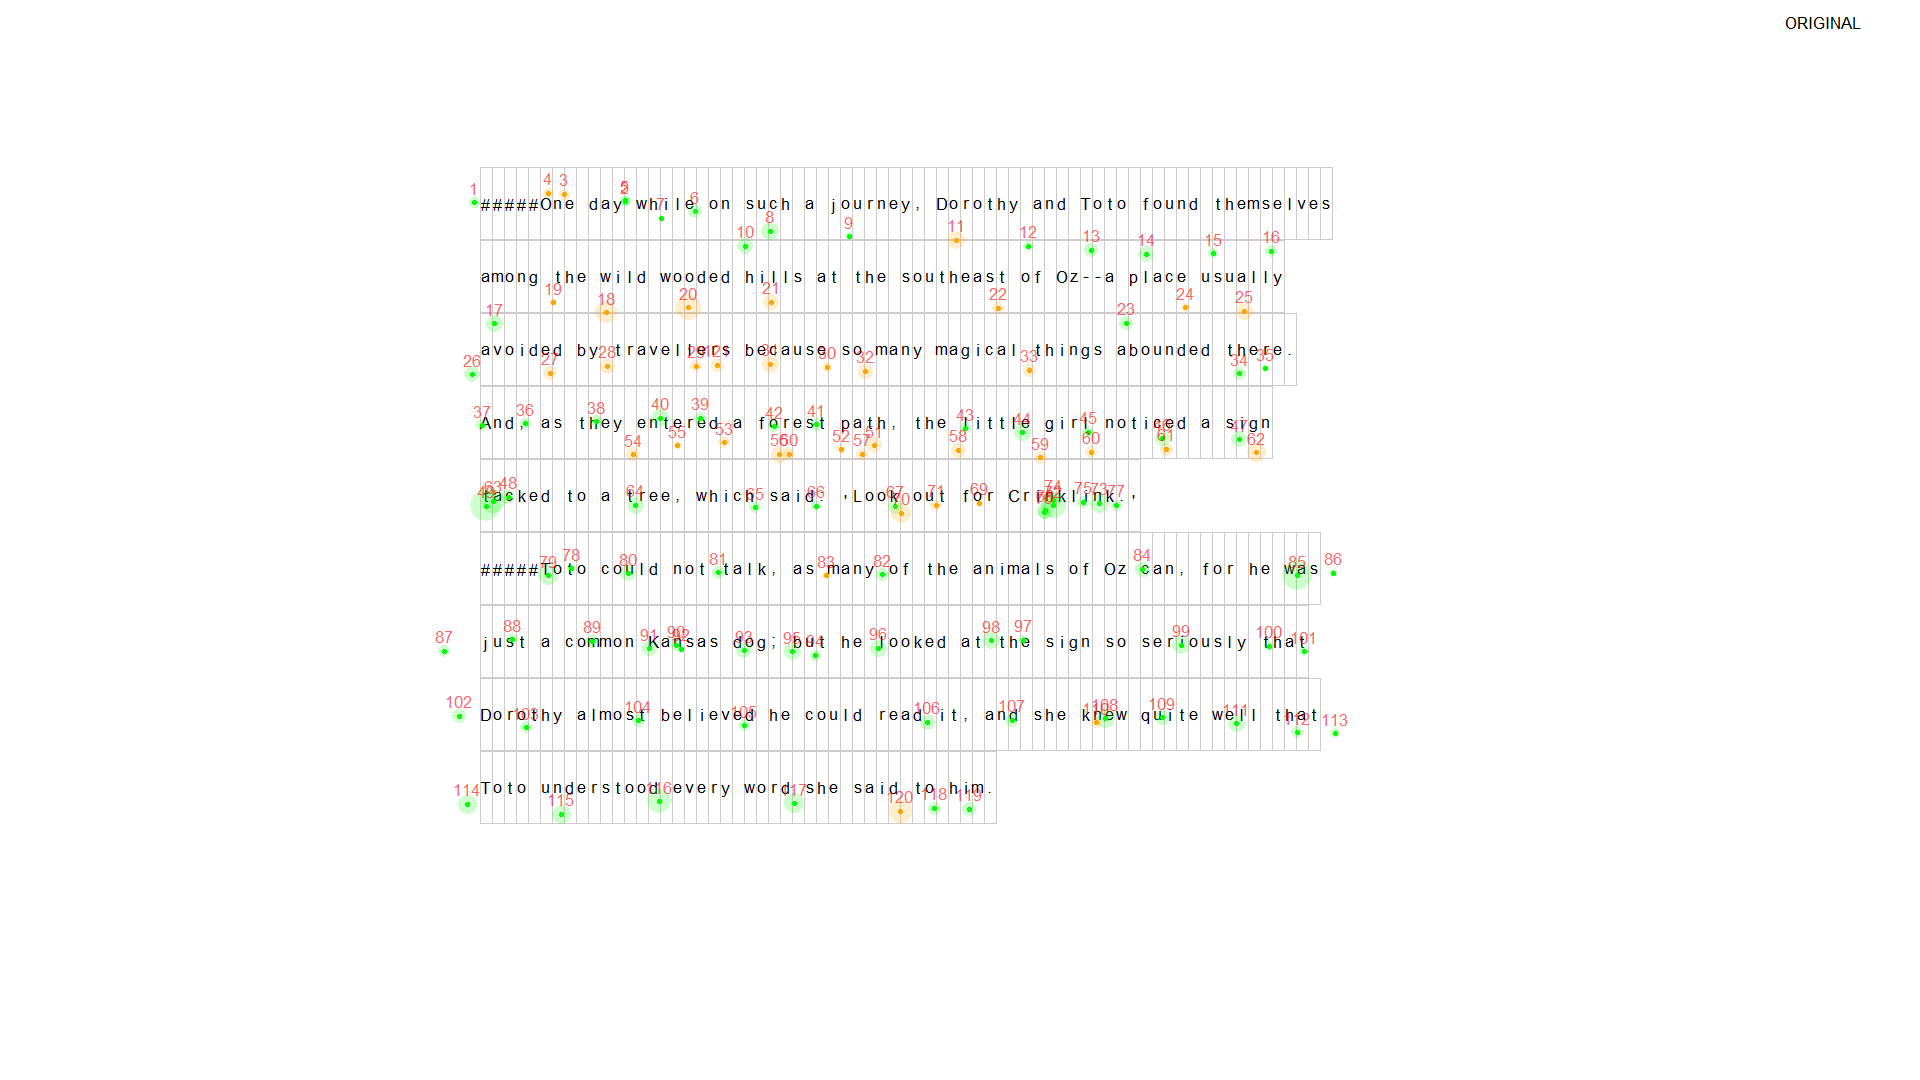 ORIGINAL
#####One day while on such a journey, Dorothy and Toto found themselves
among the wild wooded hills at the southeast of Oz--a place usually
avoided by travellers because so many magical things abounded there.
And, as they entered a forest path, the little girl noticed a sign
tacked to a tree, which said: 'Look out for Crinklink.'
#####Toto could not talk, as many of the animals of Oz can, for he was
just a common Kansas dog; but he looked at the sign so seriously that
Dorothy almost believed he could read it, and she knew quite well that
Toto understood every word she said to him.